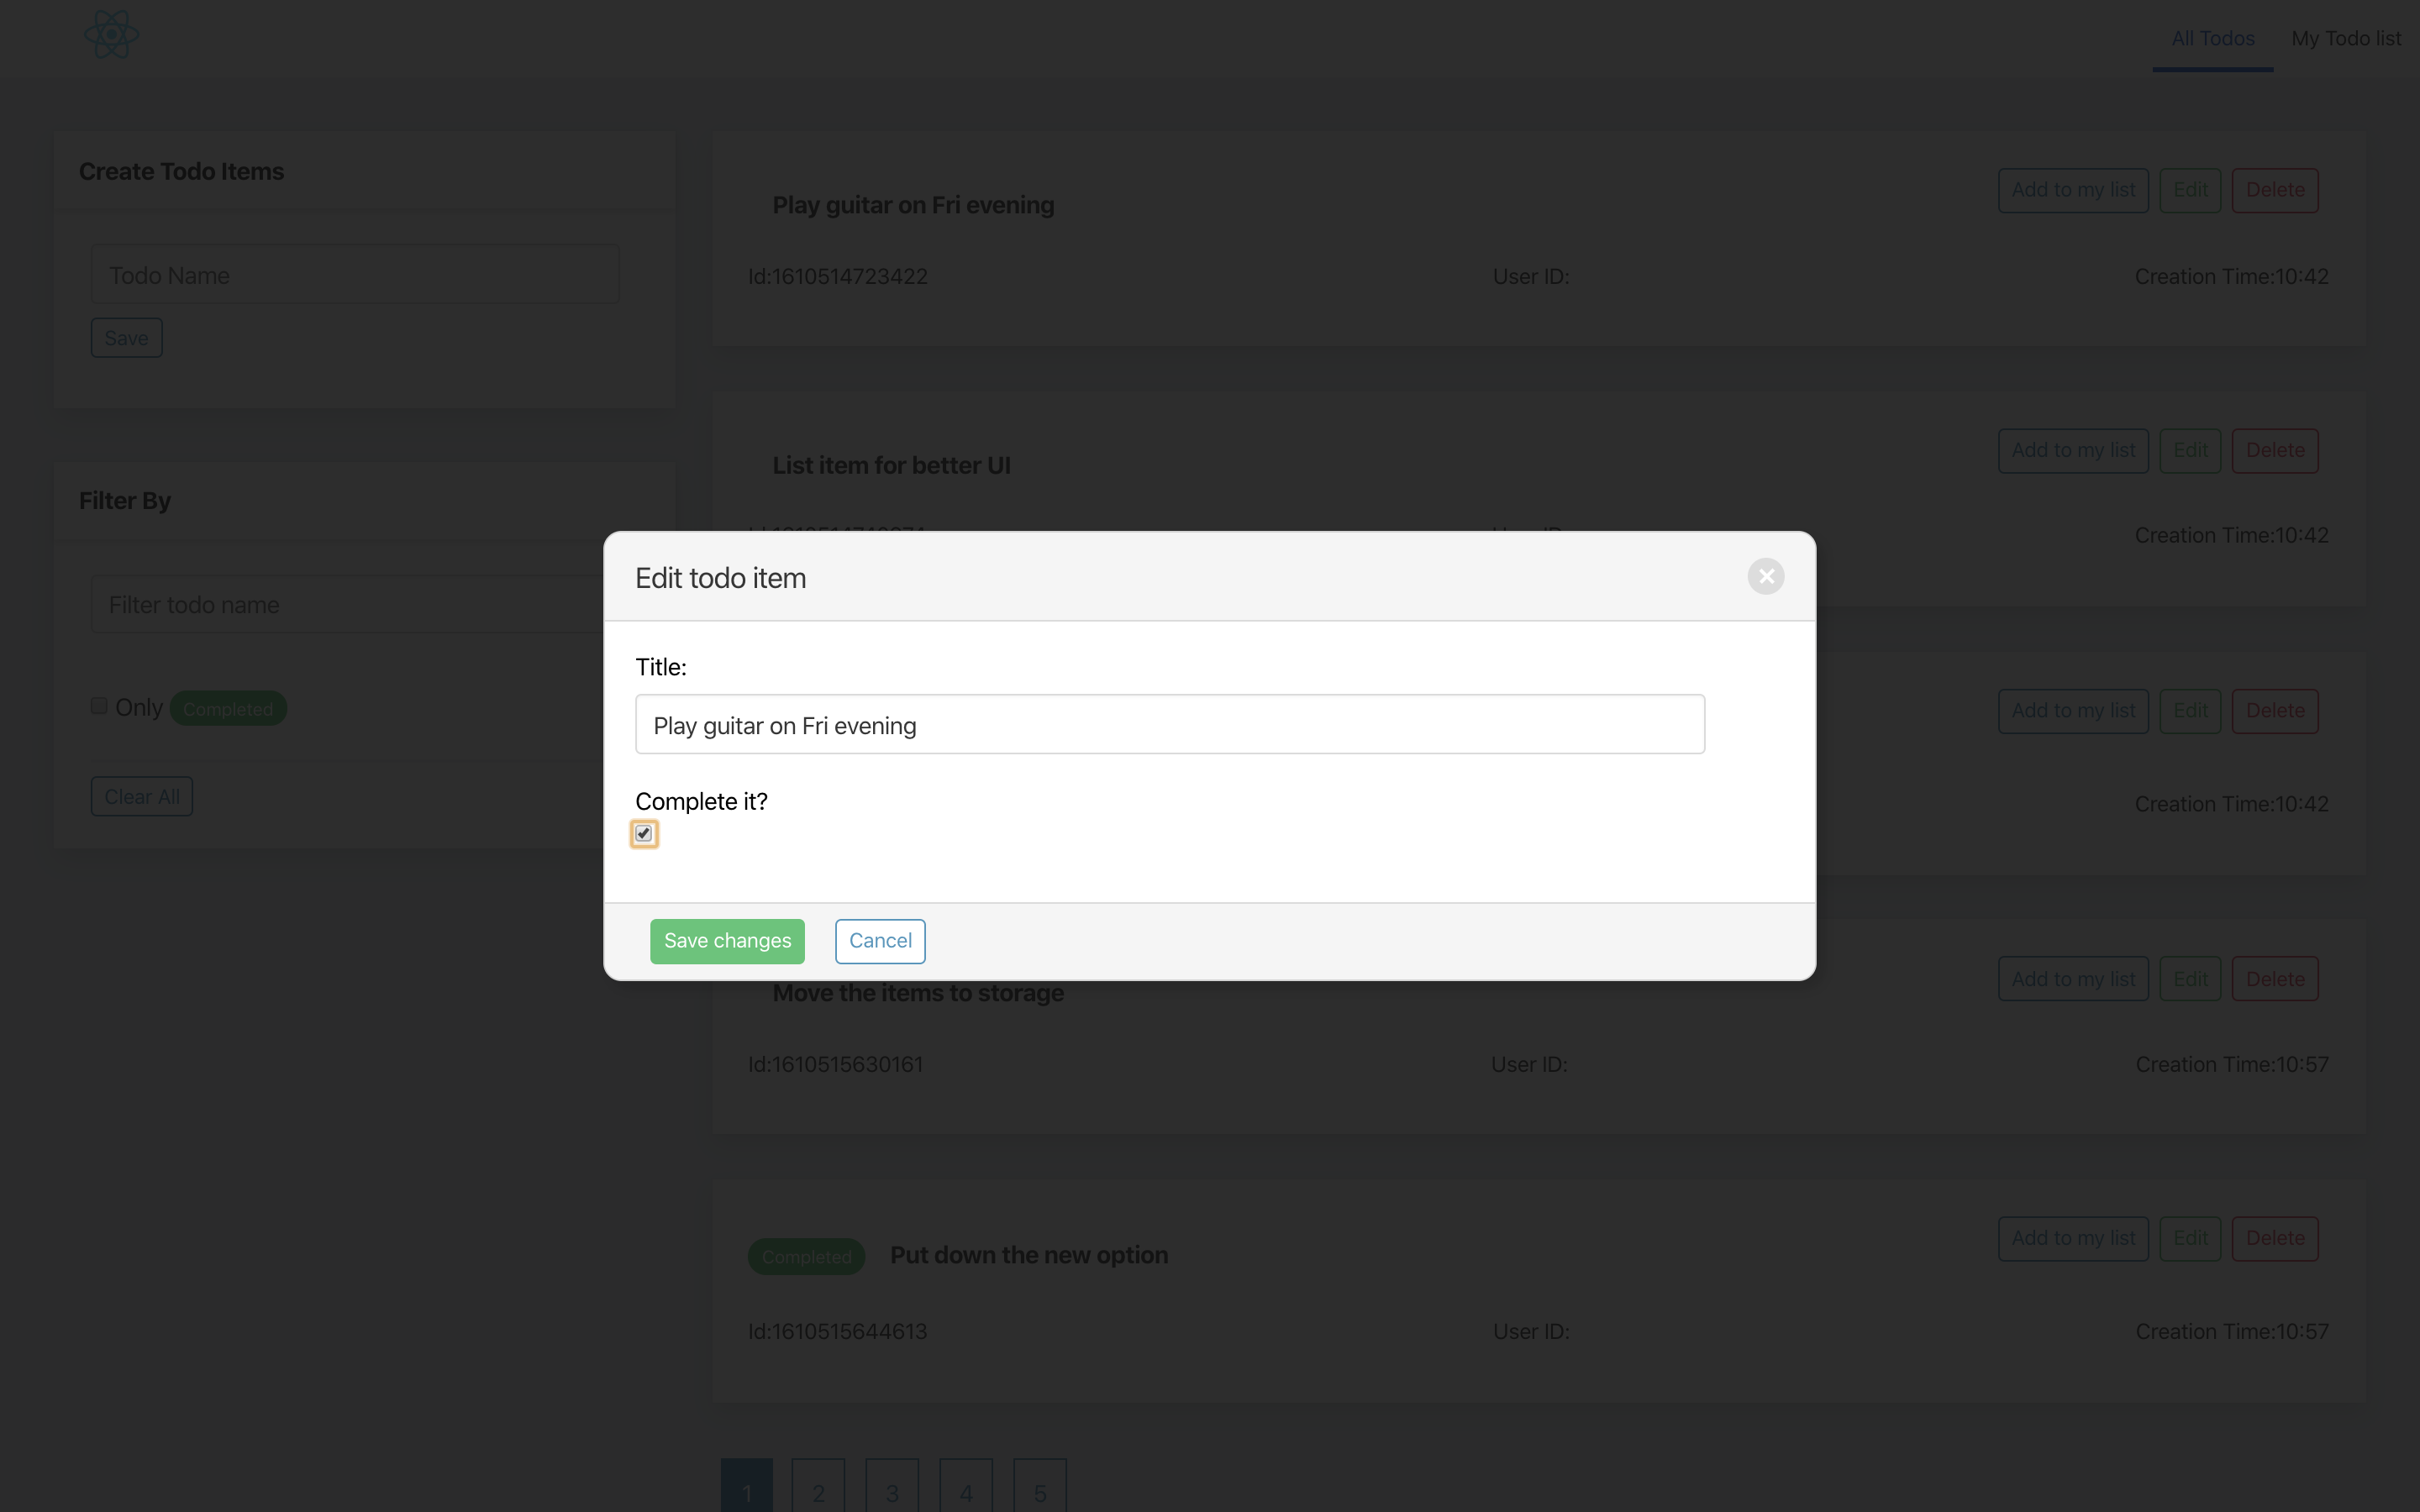 All Todos My Todo list
Create Todo Items
Todo Name
Save
Filter By
Filter todo name
Only Completed
Clear All
Play guitar on Fri evening
Add to my list Edit Delete
Id:1610514723422 User ID: Creation Time:10:42
List item for better UI
Add to my list Edit Delete
Creation Time:10:42
Edit todo item
Title:
Play guitar on Fri evening
Complete it?
Save changes Cancel
Add to my list Edit Delete
Creation Time:10:42
Move the items to storage
Add to my list Edit Delete
Id:1610515630161 User ID: Creation Time:10:57
Completed Put down the new option
Add to my list Edit Delete
Id:1610515644613 User ID: Creation Time:10:57
1 2 3 4 5